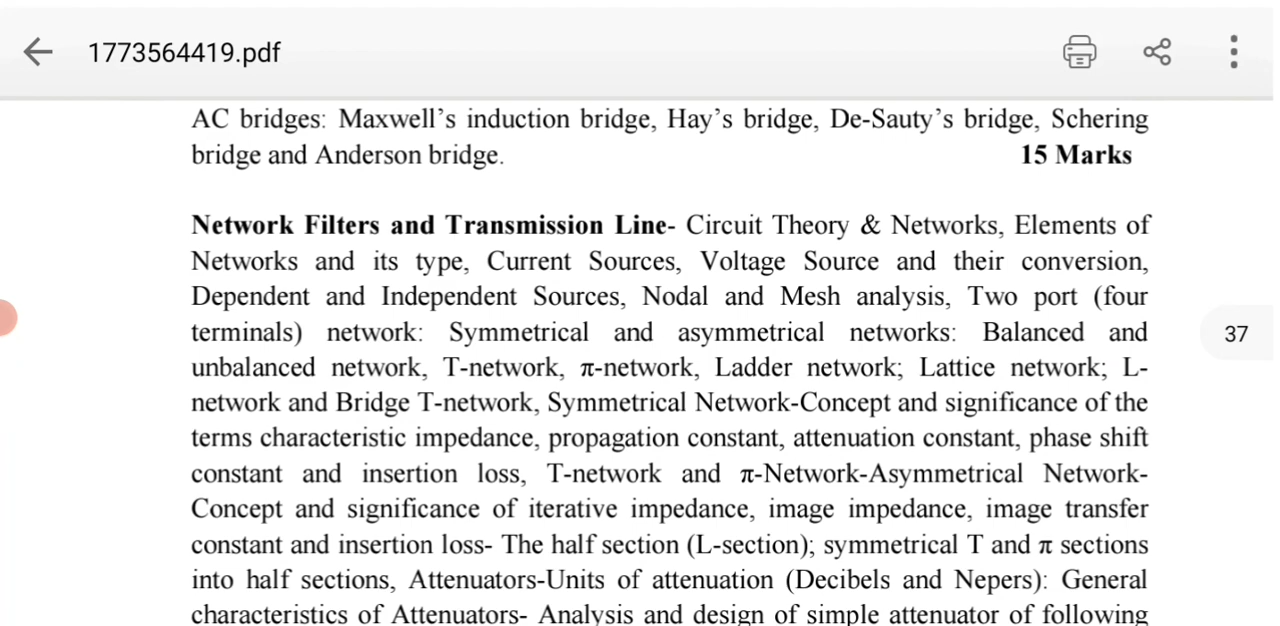 1773564419.pdf
AC bridges: Maxwell’s induction bridge, Hay’s bridge, De-Sauty’s bridge, Schering
bridge and Anderson bridge. 15 Marks
Network Filters and Transmission Line- Circuit Theory & Networks, Elements of
Networks and its type, Current Sources, Voltage Source and their conversion,
Dependent and Independent Sources, Nodal and Mesh analysis, Two port (four
terminals) network: Symmetrical and asymmetrical networks: Balanced and
37
unbalanced network, T-network, π-network, Ladder network; Lattice network; L-
network and Bridge T-network, Symmetrical Network-Concept and significance of the
terms characteristic impedance, propagation constant, attenuation constant, phase shift
constant and insertion loss, T-network and π-Network-Asymmetrical Network-
Concept and significance of iterative impedance, image impedance, image transfer
constant and insertion loss- The half section (L-section); symmetrical T and π sections
into half sections, Attenuators-Units of attenuation (Decibels and Nepers): General
characteristics of Attenuators- Analysis and design of simple attenuator of following